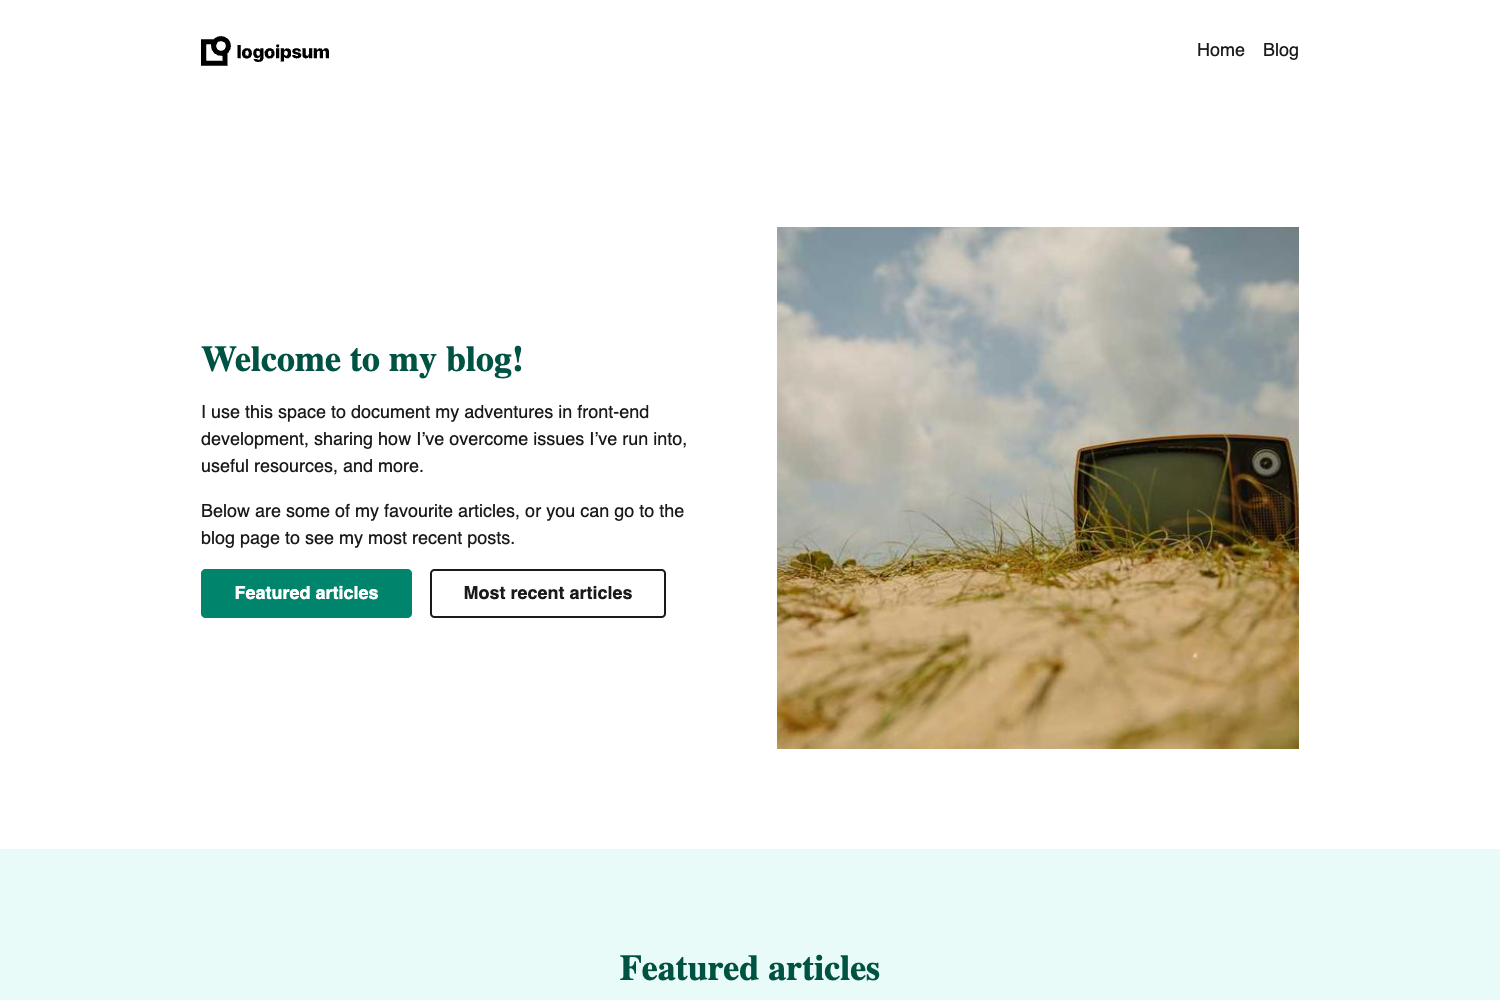 logoipsum
Home Blog
Welcome to my blog!
I use this space to document my adventures in front-end
development, sharing how I’ve overcome issues I’ve run into,
useful resources, and more.
Below are some of my favourite articles, or you can go to the
blog page to see my most recent posts.
Featured articles
Most recent articles
Featured articles